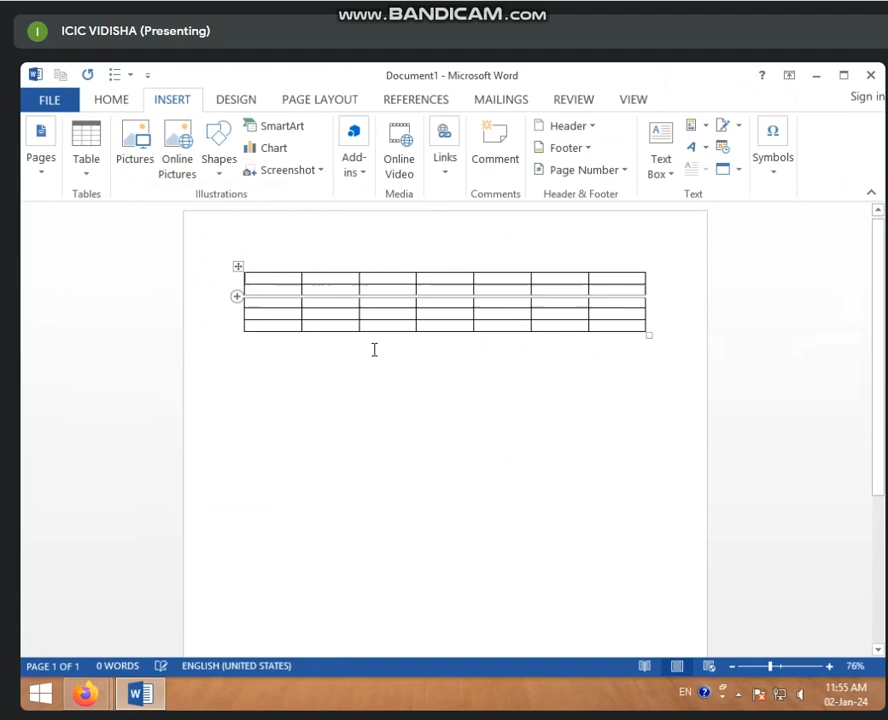 www.BANDICAM.com
I ICIC VIDISHA (Presenting)
Document1 - Microsoft Word
?
Sign in
FILE HOME INSERT DESIGN PAGE LAYOUT REFERENCES MAILINGS REVIEW VIEW
Pages
Table
Pictures
Online
Pictures
Shapes
SmartArt
Chart
Screenshot
Add-
ins
Online
Video
Links
Comment
Header
Footer
Page Number
Text
Box
Symbols
Tables
Illustrations
Media
Comments
Header & Footer
Text
PAGE 1 OF 1 0 WORDS ENGLISH (UNITED STATES) 76%
EN
11:55 AM
02-Jan-24